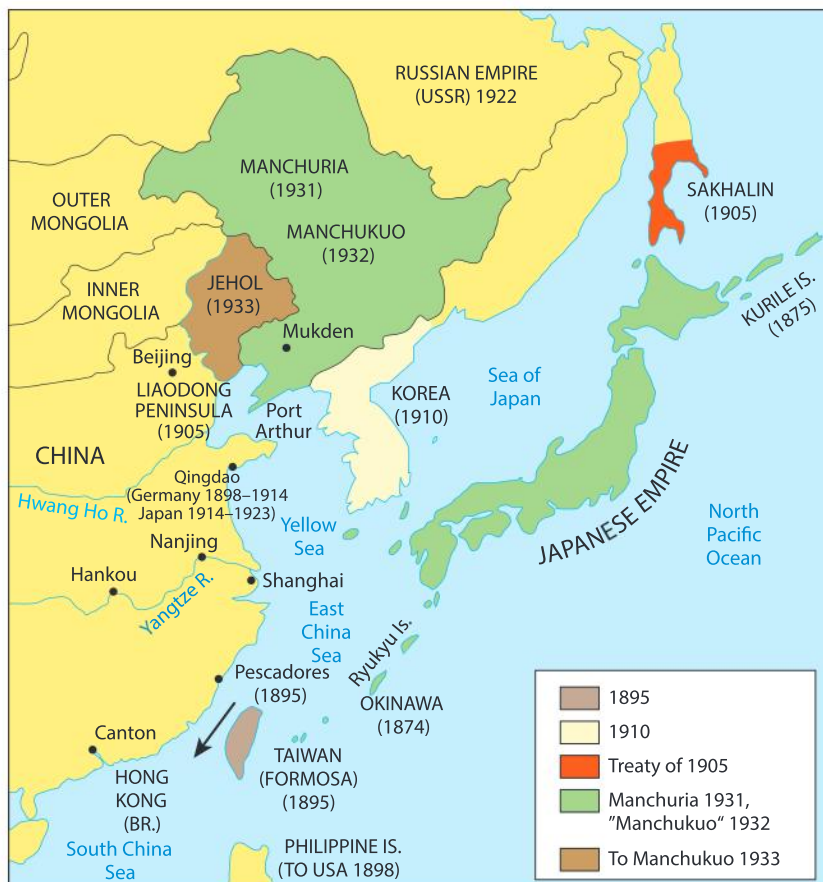 RUSSIAN EMPIRE
(USSR) 1922
MANCHURIA
(1931)
SAKHALIN
(1905)
OUTER
MONGOLIA
MANCHUKUO
(1932)
JEHOL
(1933)
INNER
MONGOLIA
KURILE IS.
(1875)
Mukden
Beijing
LIAODONG
PENINSULA
(1905)
Port
Arthur
KOREA
(1910)
Sea of
Japan
CHINA
Qingdao
(Germany 1898–1914
Japan 1914–1923)
Hwang Ho R.
Yellow
Sea
JAPANESE EMPIRE
North
Pacific
Ocean
Nanjing
Hankou
Yangtze R.
Shanghai
East
China
Sea
Ryukyu Is.
Pescadores
(1895)
OKINAWA
(1874)
Canton
TAIWAN
(FORMOSA)
(1895)
HONG
KONG
(BR.)
South China
Sea
PHILIPPINE IS.
(TO USA 1898)
1895
1910
Treaty of 1905
Manchuria 1931,
”Manchukuo“ 1932
To Manchukuo 1933